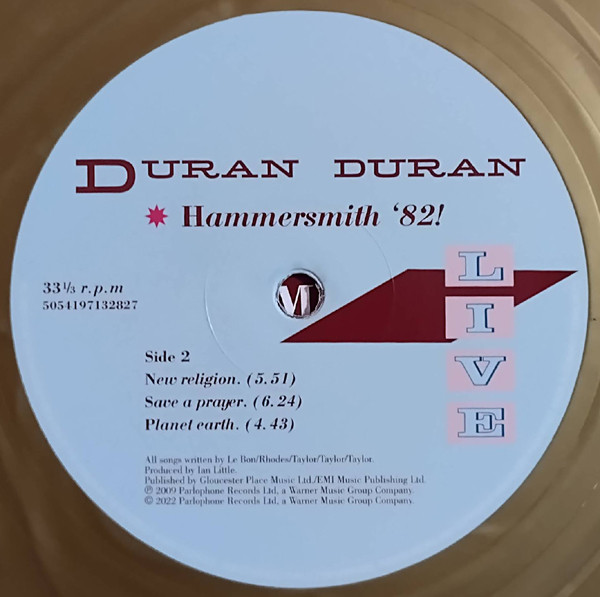 DURAN DURAN
Hammersmith ‘82!
33⅓ r.p.m
5054197132827
L
I
V
E
Side 2
New religion. (5.51)
Save a prayer. (6.24)
Planet earth. (4.43)
All songs written by Le Bon/Rhodes/Taylor/Taylor/Taylor.
Produced by Ian Little.
Published by Gloucester Place Music Ltd./EMI Music Publishing Ltd.
℗ 2009 Parlophone Records Ltd, a Warner Music Group Company.
© 2022 Parlophone Records Ltd, a Warner Music Group Company.